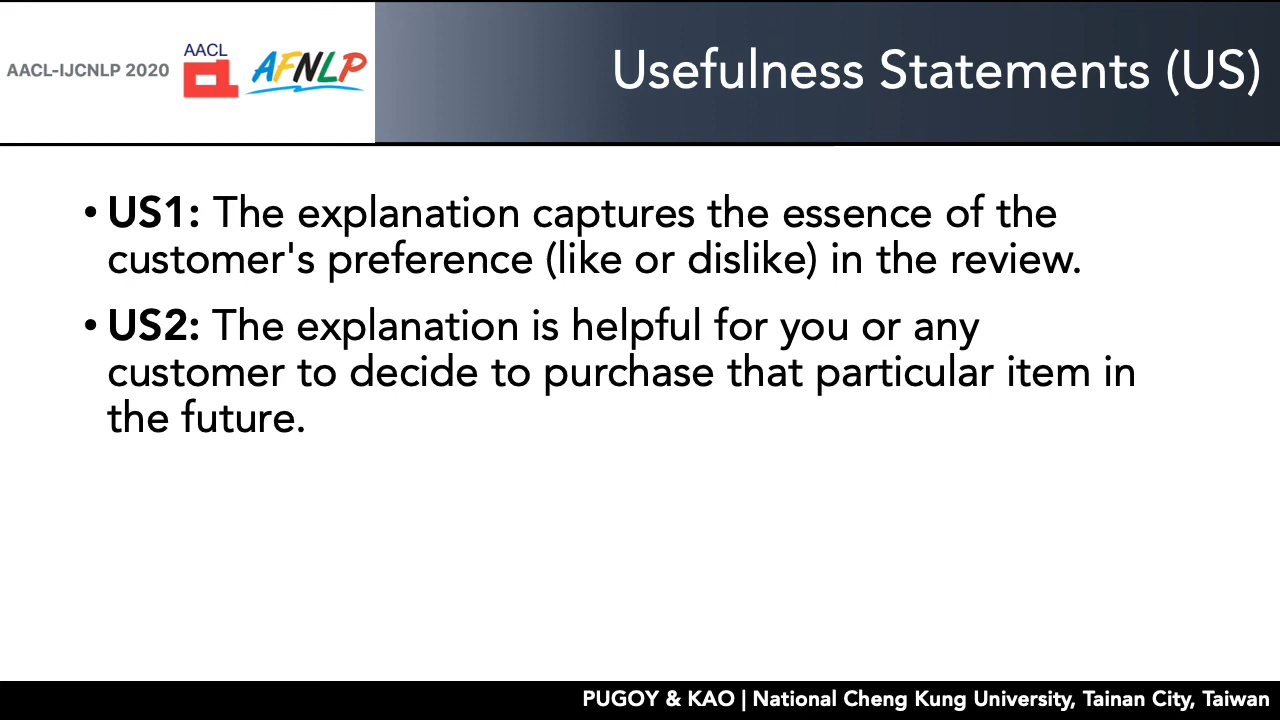 AACL-IJCNLP 2020
AACL
AFNLP
Usefulness Statements (US)
• US1: The explanation captures the essence of the
customer's preference (like or dislike) in the review.
• US2: The explanation is helpful for you or any
customer to decide to purchase that particular item in
the future.
PUGOY & KAO | National Cheng Kung University, Tainan City, Taiwan